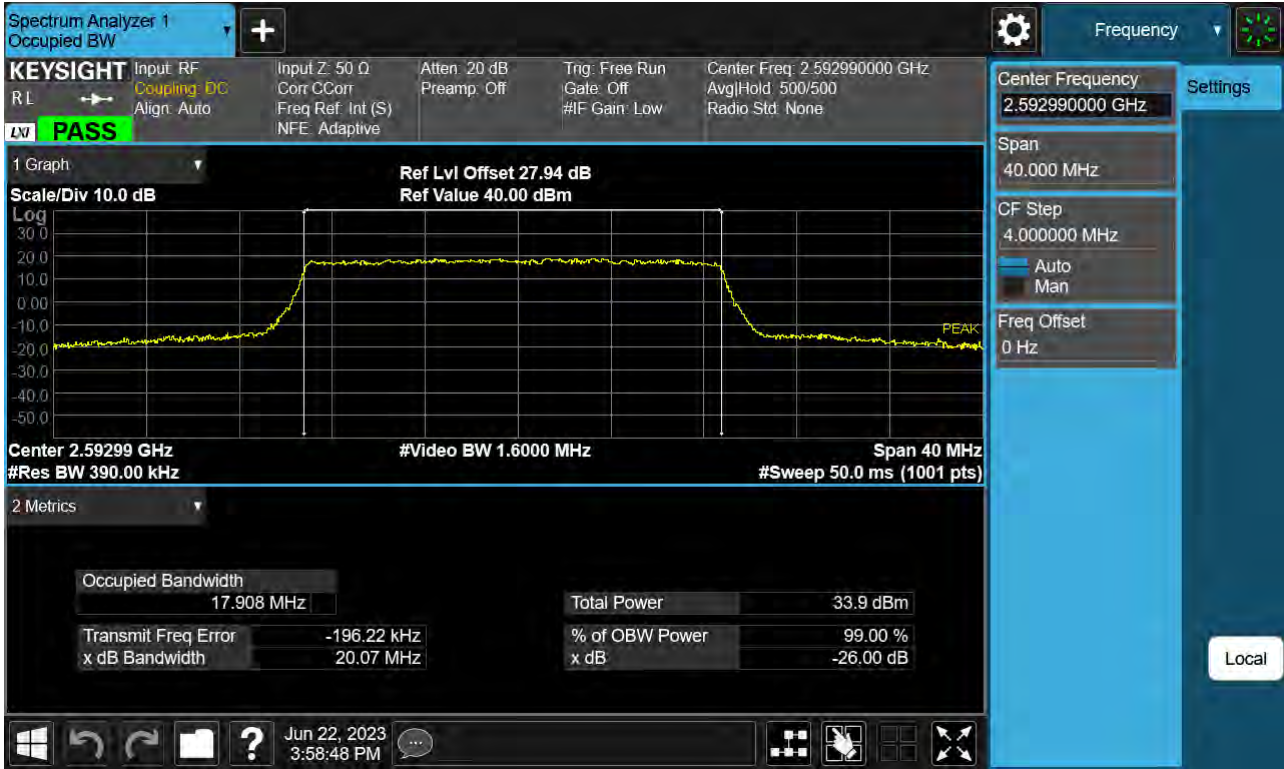 Spectrum Analyzer 1
Occupied BW
Frequency
KEYSIGHT
RL
LXI
PASS
Input: RF
Coupling: DC
Align: Auto
Input Z: 50 Ω
Corr CCorr
Freq Ref: Int (S)
NFE: Adaptive
Atten: 20 dB
Preamp: Off
Trig: Free Run
Gate: Off
#IF Gain: Low
Center Freq: 2.592990000 GHz
Avg|Hold: 500/500
Radio Std: None
Center Frequency
2.592990000 GHz
Settings
Span
40.000 MHz
CF Step
4.000000 MHz
Auto
Man
Freq Offset
0 Hz
Local
1 Graph
Scale/Div 10.0 dB
Ref Lvl Offset 27.94 dB
Ref Value 40.00 dBm
Log
30.0
20.0
10.0
0.00
-10.0
-20.0
-30.0
-40.0
-50.0
PEAK
Center 2.59299 GHz
#Video BW 1.6000 MHz
Span 40 MHz
#Res BW 390.00 kHz
#Sweep 50.0 ms (1001 pts)
2 Metrics
Occupied Bandwidth
17.908 MHz
Total Power 33.9 dBm
Transmit Freq Error -196.22 kHz
% of OBW Power 99.00 %
x dB Bandwidth 20.07 MHz
x dB -26.00 dB
?
Jun 22, 2023
3:58:48 PM